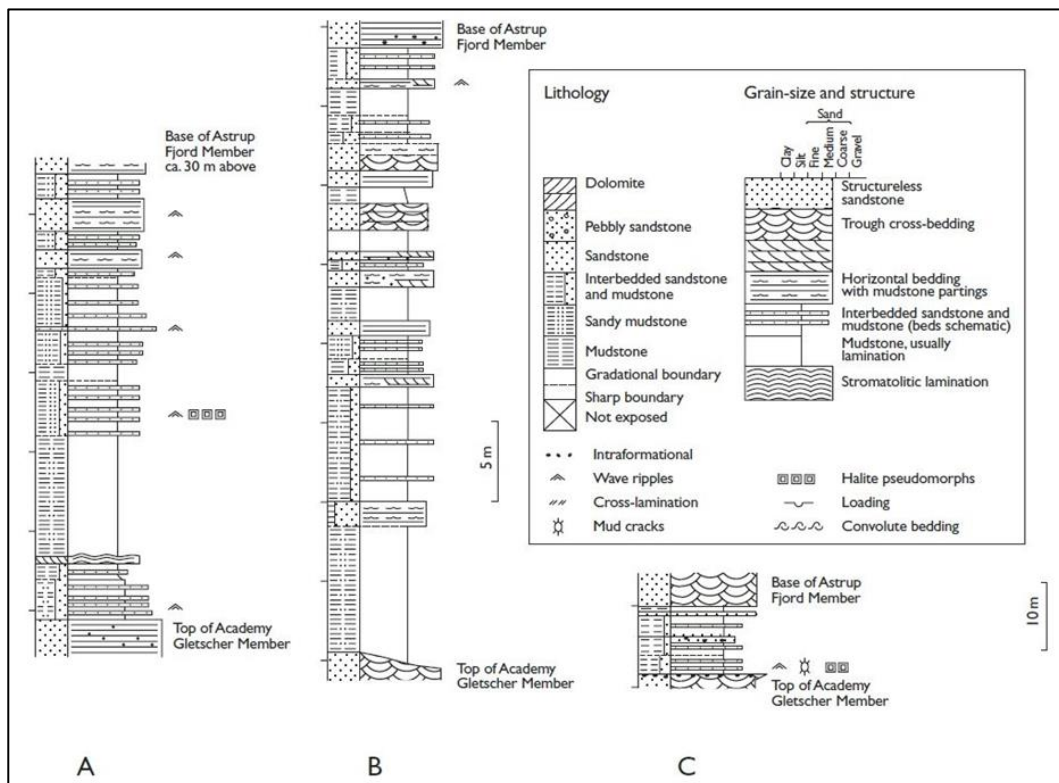 Base of Astrup
Fjord Member
ca. 30 m above
Top of Academy
Gletscher Member
A
Base of Astrup
Fjord Member
5 m
Top of Academy
Gletscher Member
B
Lithology
Dolomite
Pebbly sandstone
Sandstone
Interbedded sandstone
and mudstone
Sandy mudstone
Mudstone
Gradational boundary
Sharp boundary
Not exposed
Grain-size and structure
Sand
Clay
Silt
Fine
Medium
Coarse
Gravel
Structureless
sandstone
Trough cross-bedding
Horizontal bedding
with mudstone partings
Interbedded sandstone and
mudstone (beds schematic)
Mudstone, usually
lamination
Stromatolitic lamination
Intraformational
Wave ripples
Cross-lamination
Mud cracks
Halite pseudomorphs
Loading
Convolute bedding
Base of Astrup
Fjord Member
10 m
Top of Academy
Gletscher Member
C